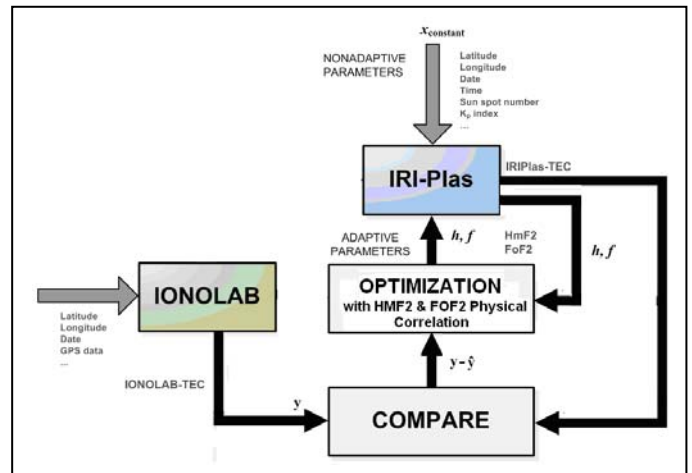 x constant
NONADAPTIVE
PARAMETERS
Latitude
Longitude
Date
Time
Sun spot number
Kp index
...
IRI-Plas
IRIPlas-TEC
ADAPTIVE
PARAMETERS
h, f
HmF2
FoF2
h, f
OPTIMIZATION
with HMF2 & FOF2 Physical
Correlation
IONOLAB
Latitude
Longitude
Date
GPS data
...
IONOLAB-TEC
y
y - ŷ
COMPARE